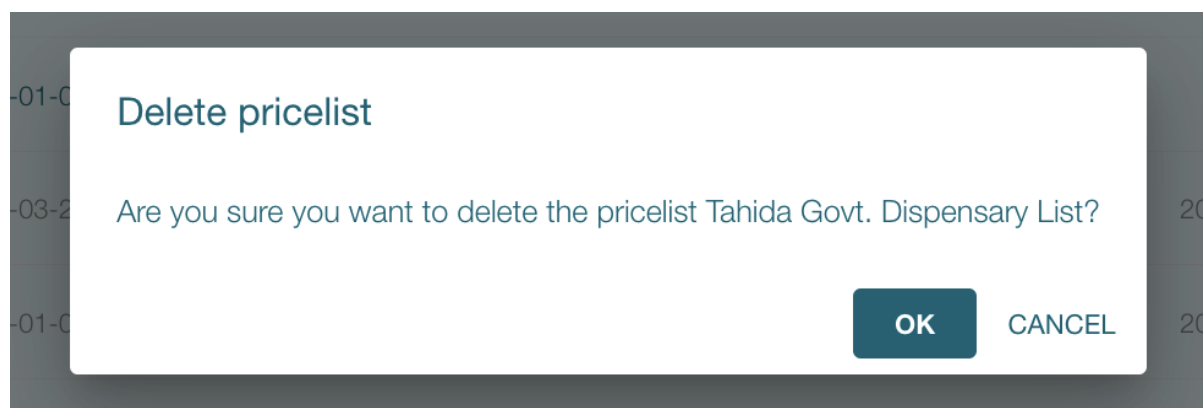 Delete pricelist
Are you sure you want to delete the pricelist Tahida Govt. Dispensary List?
OK CANCEL